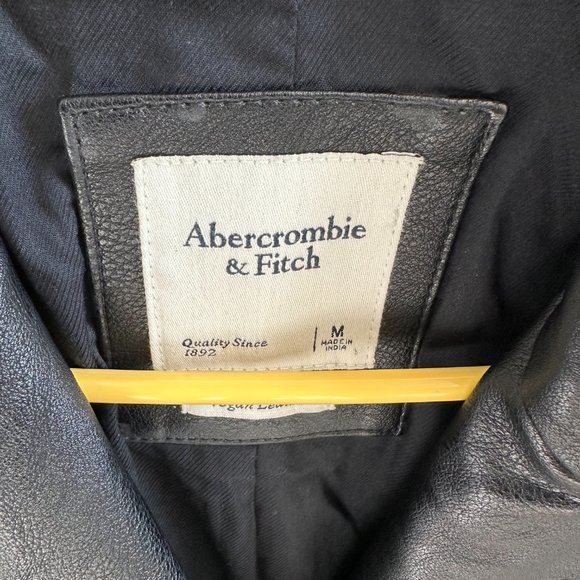 Abercrombie
& Fitch
Quality Since
1892
M
MADE IN
INDIA